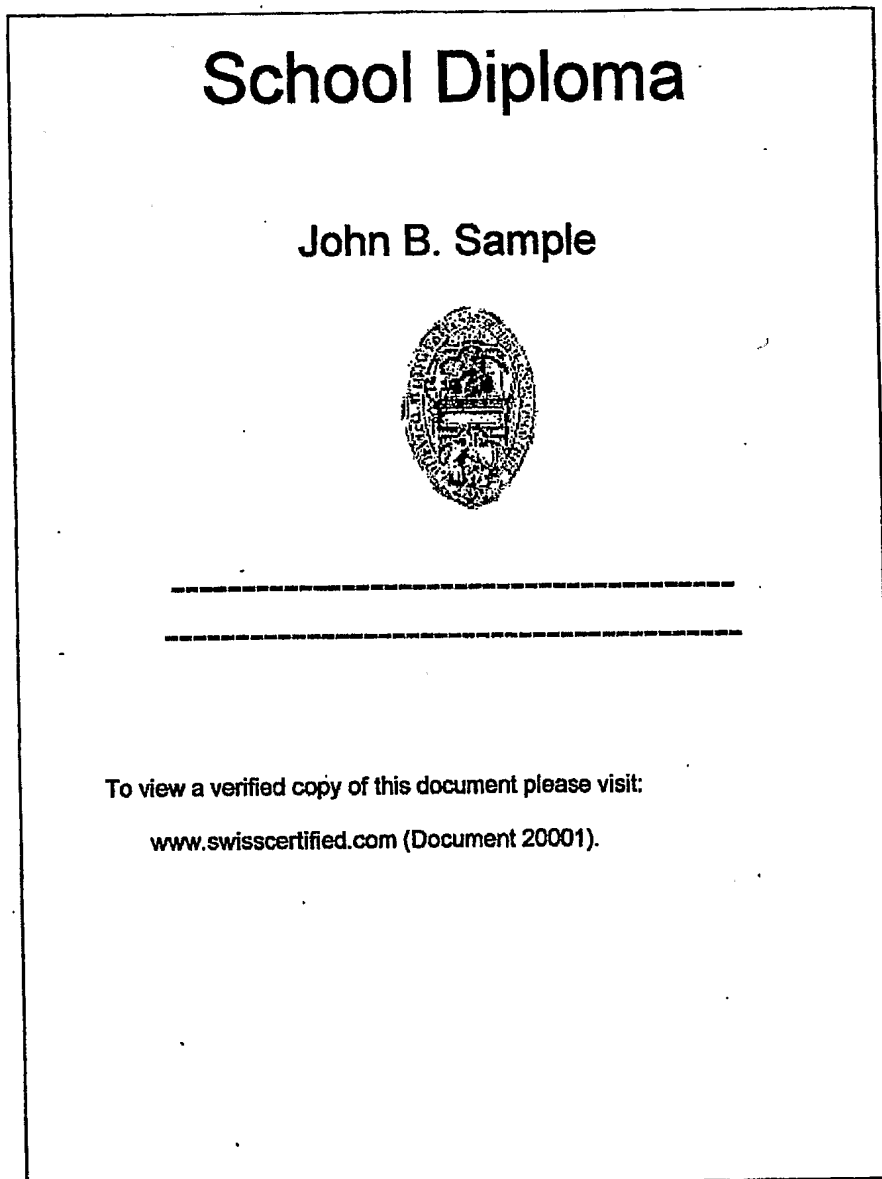 School Diploma
John B. Sample
To view a verified copy of this document please visit:
www.swisscertified.com (Document 20001).